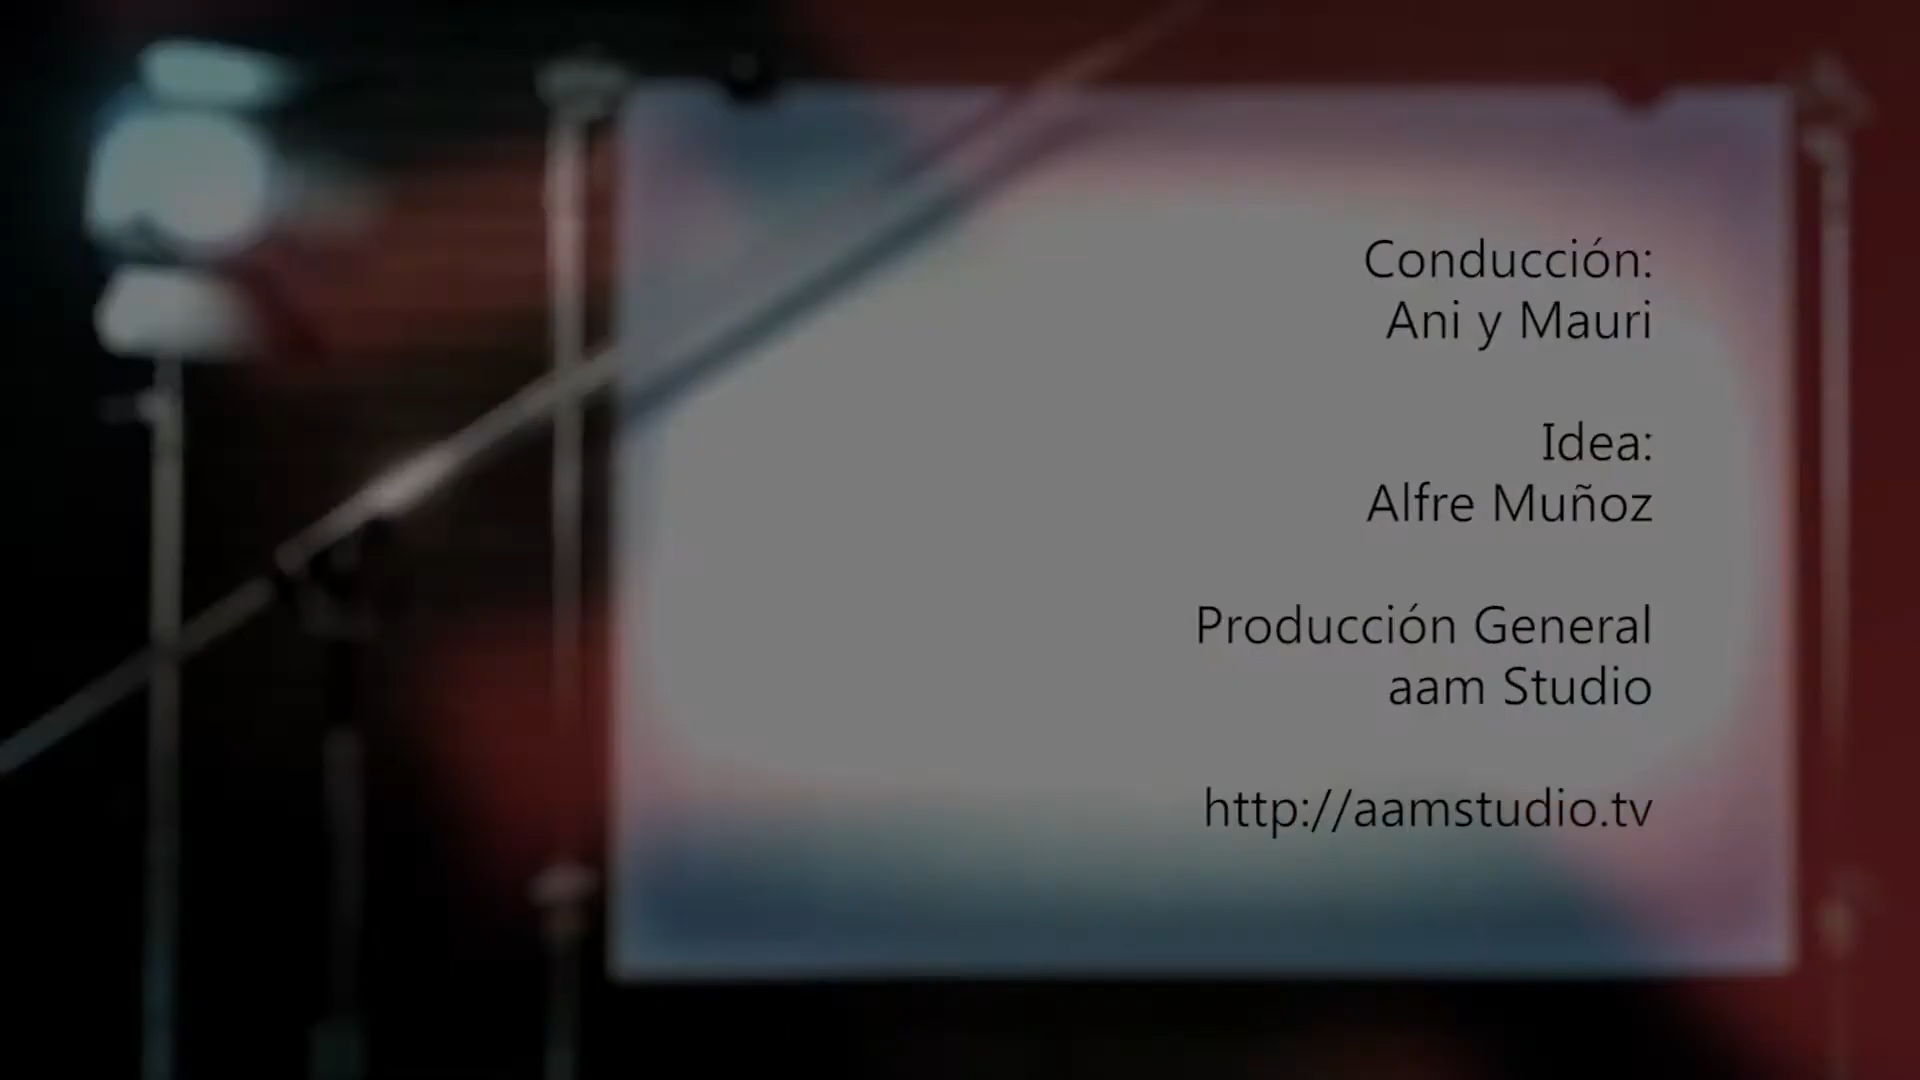 Conducción:
Ani y Mauri
Idea:
Alfre Muñoz
Producción General
aam Studio
http://aamstudio.tv